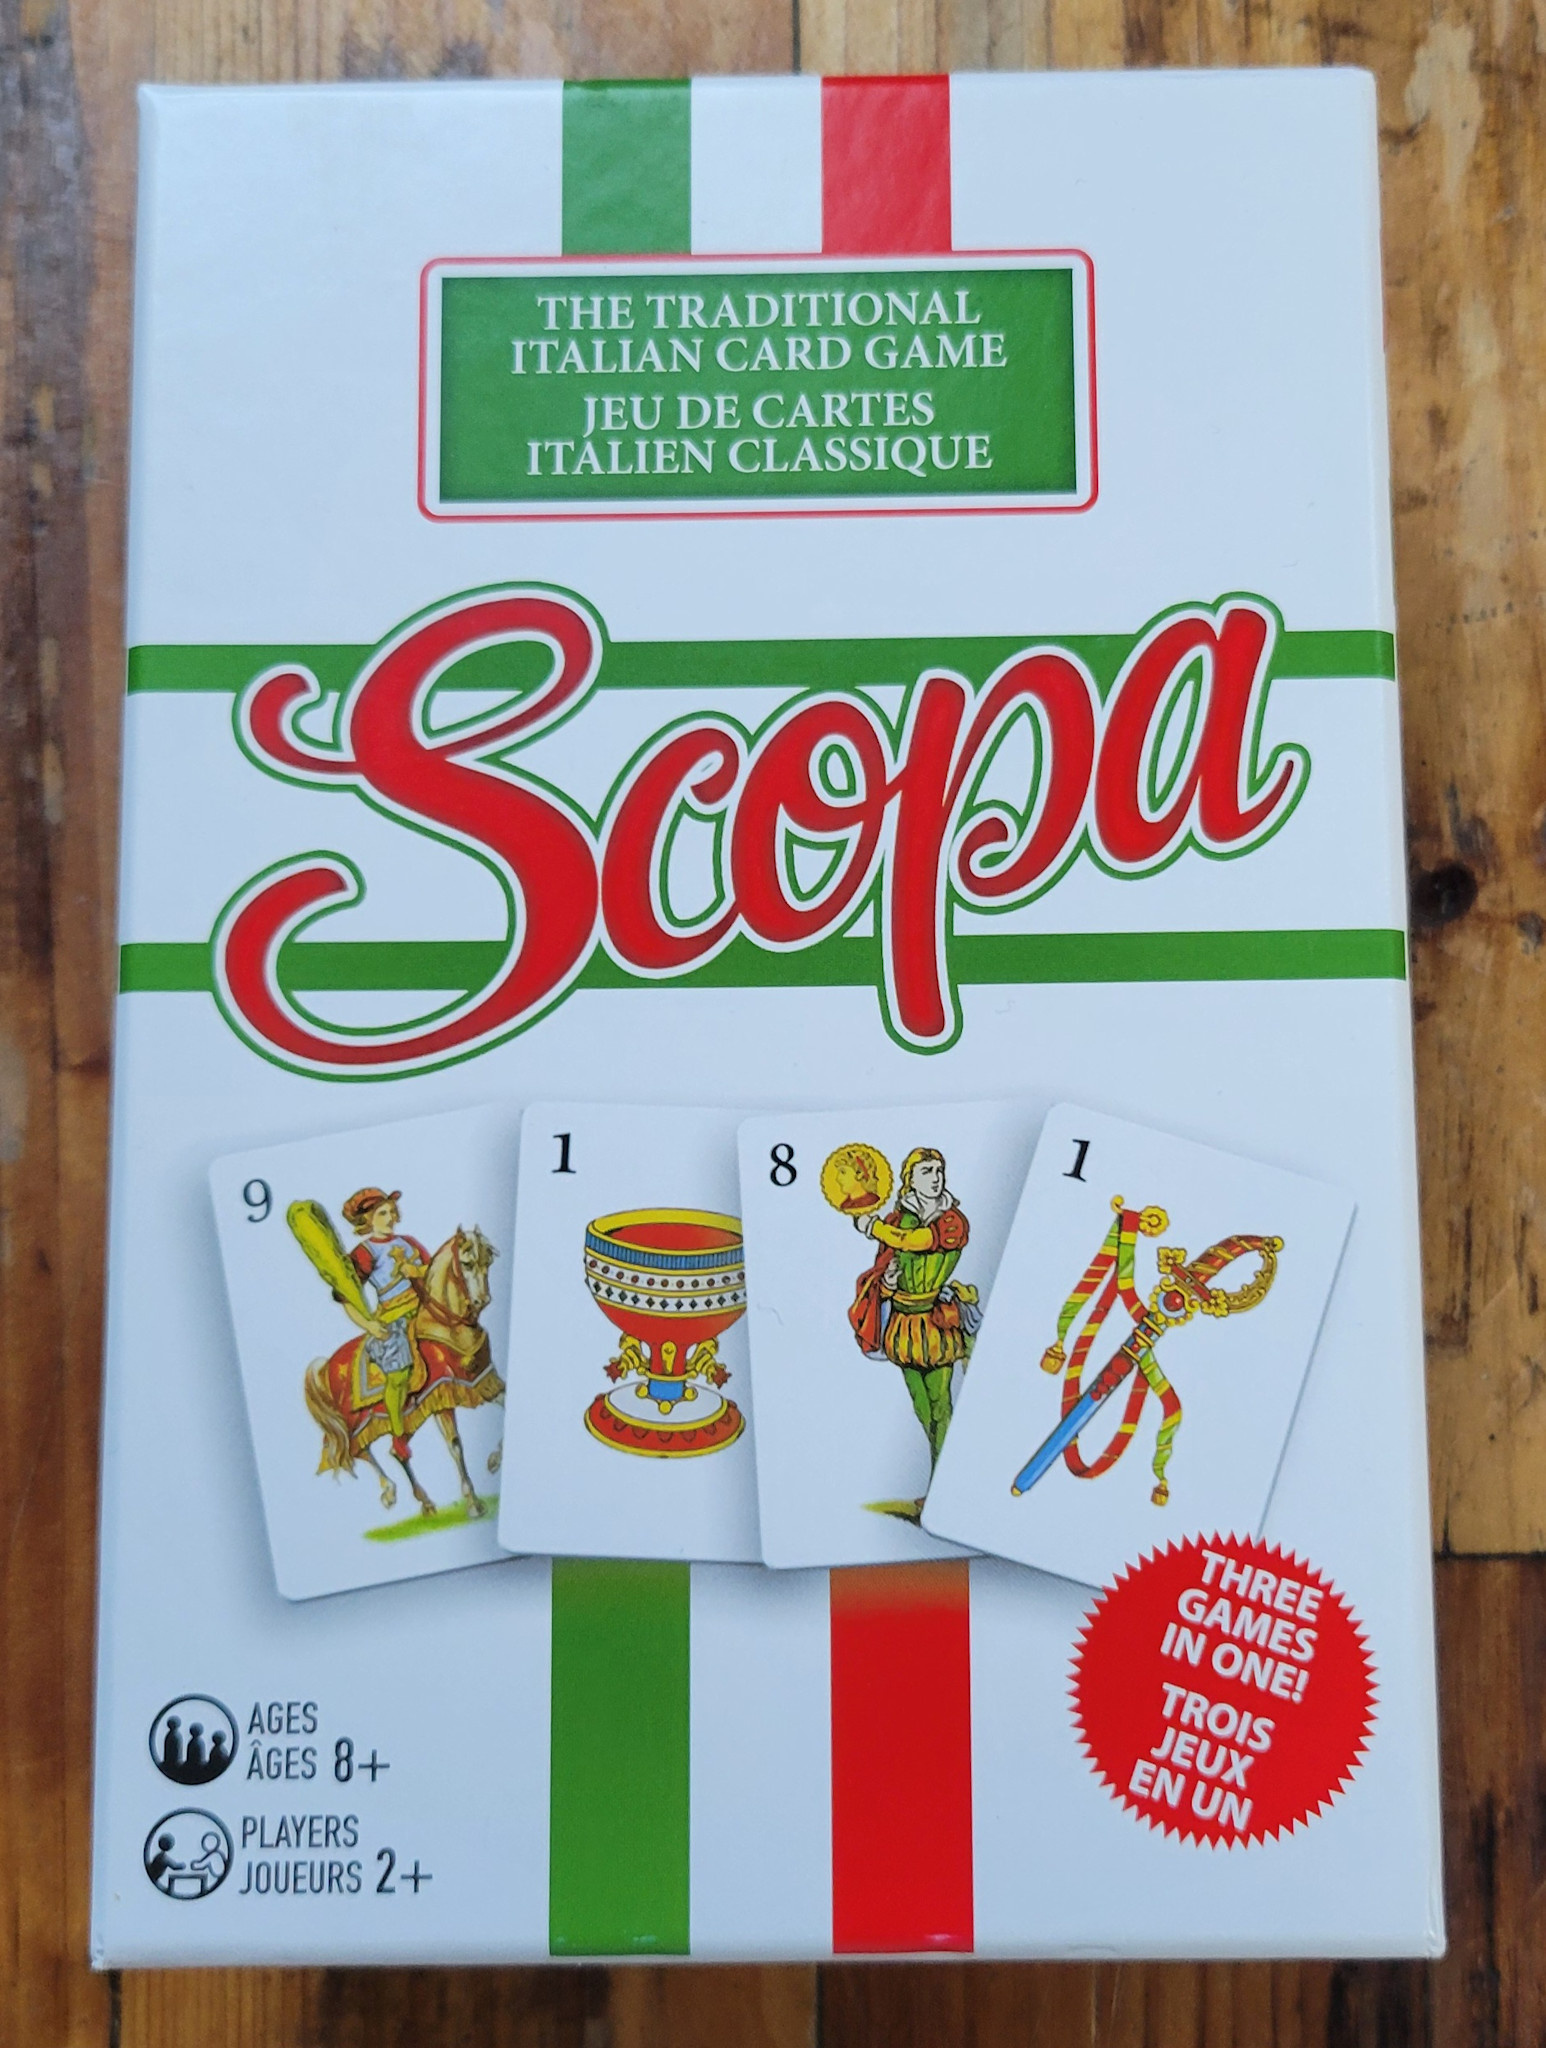 THE TRADITIONAL
ITALIAN CARD GAME
JEU DE CARTES
ITALIEN CLASSIQUE
Scopa
9
1
8
1
THREE
GAMES
IN ONE!
TROIS
JEUX
EN UN
AGES
ÂGES 8+
PLAYERS
JOUEURS 2+